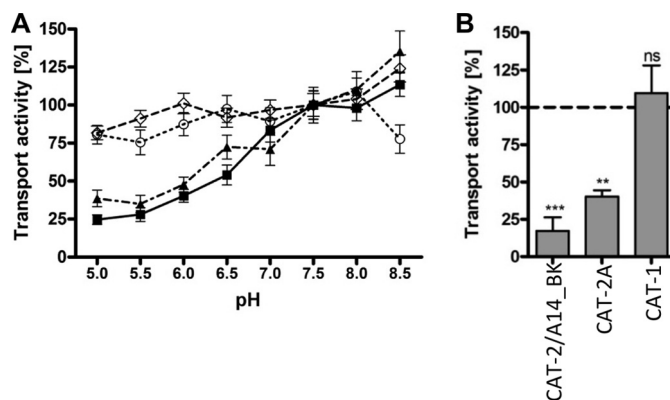 A
Transport activity [%]
150
125
100
75
50
25
0
5.0 5.5 6.0 6.5 7.0 7.5 8.0 8.5
pH
B
Transport activity [%]
150
100
75
50
25
0
***
**
ns
CAT-2/A14_BK
CAT-2A
CAT-1